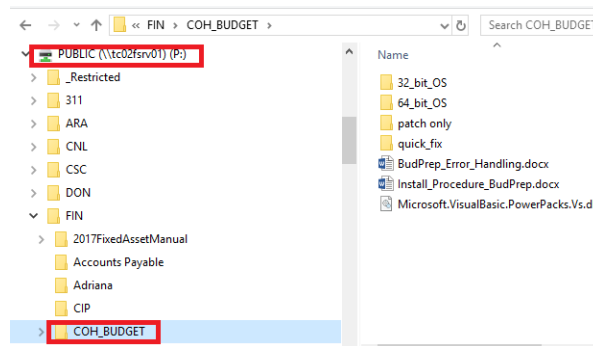 « FIN > COH_BUDGET >
Search COH_BUDGET
PUBLIC (\\tc02fsrv01) (P:)
_Restricted
311
ARA
CNL
CSC
DON
FIN
2017FixedAssetManual
Accounts Payable
Adriana
CIP
COH_BUDGET
Name
32_bit_OS
64_bit_OS
patch only
quick_fix
BudPrep_Error_Handling.docx
Install_Procedure_BudPrep.docx
Microsoft.VisualBasic.PowerPacks.Vs.d